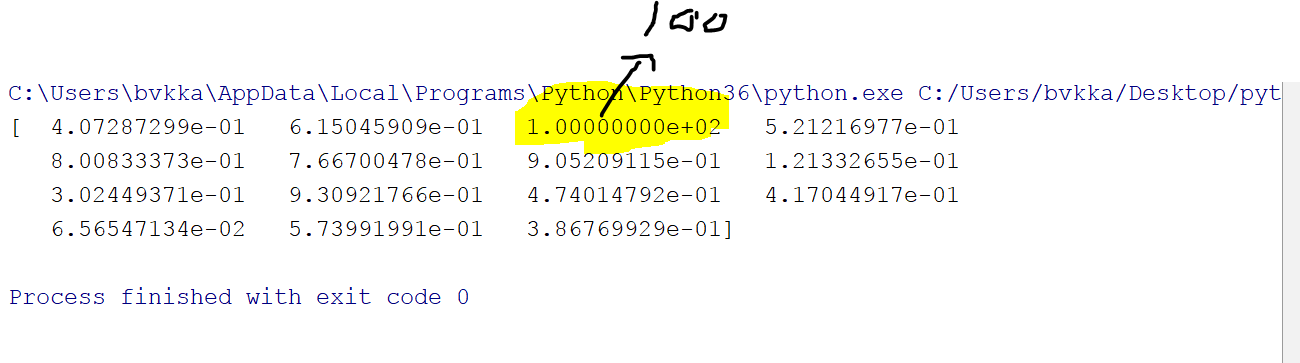 100
C:\Users\bvkka\AppData\Local\Programs\Python\Python36\python.exe C:/Users/bvkka/Desktop/pyt
[ 4.07287299e-01 6.15045909e-01 1.00000000e+02 5.21216977e-01
8.00833373e-01 7.66700478e-01 9.05209115e-01 1.21332655e-01
3.02449371e-01 9.30921766e-01 4.74014792e-01 4.17044917e-01
6.56547134e-02 5.73991991e-01 3.86769929e-01]
Process finished with exit code 0